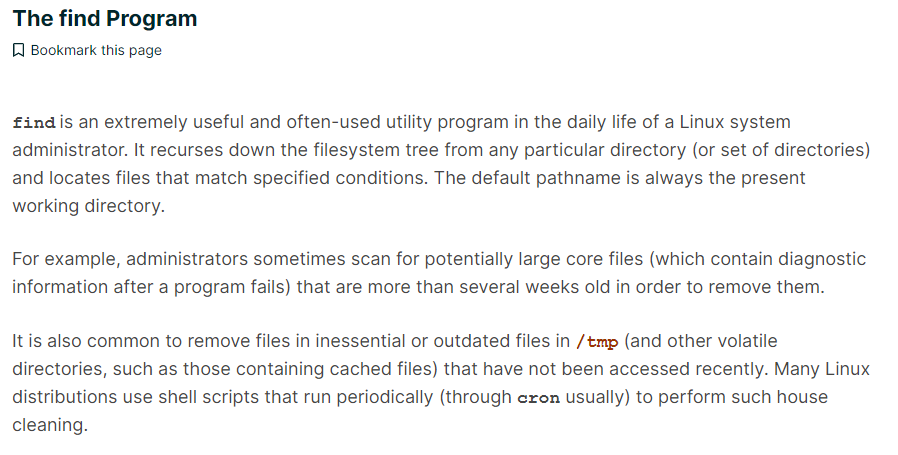 The find Program
Bookmark this page
find is an extremely useful and often-used utility program in the daily life of a Linux system
administrator. It recurses down the filesystem tree from any particular directory (or set of directories)
and locates files that match specified conditions. The default pathname is always the present
working directory.
For example, administrators sometimes scan for potentially large core files (which contain diagnostic
information after a program fails) that are more than several weeks old in order to remove them.
It is also common to remove files in inessential or outdated files in /tmp (and other volatile
directories, such as those containing cached files) that have not been accessed recently. Many Linux
distributions use shell scripts that run periodically (through cron usually) to perform such house
cleaning.